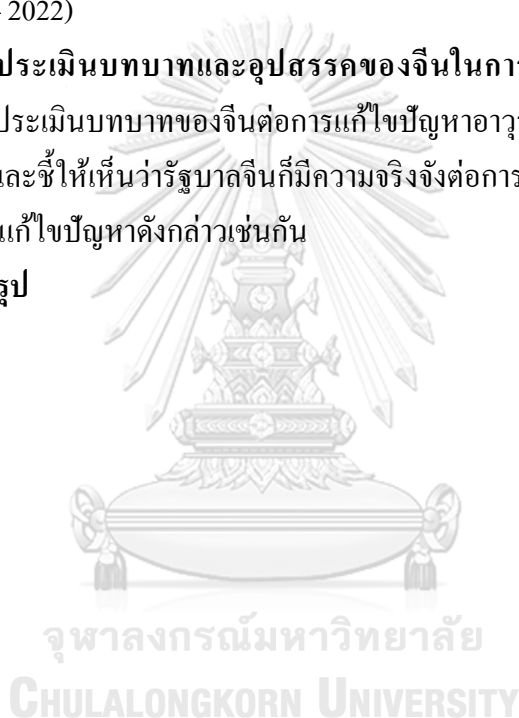 - 2022)
ประเมินบทบาทและอุปสรรคของจีนในการ
ประเมินบทบาทของจีนต่อการแก้ไขปัญหาอาวุ
ละชี้ให้เห็นว่ารัฐบาลจีนก็มีความจริงจังต่อการ
แก้ไขปัญหาดังกล่าวเช่นกัน
รุป
จุฬาลงกรณ์มหาวิทยาลัย
CHULALONGKORN UNIVERSITY